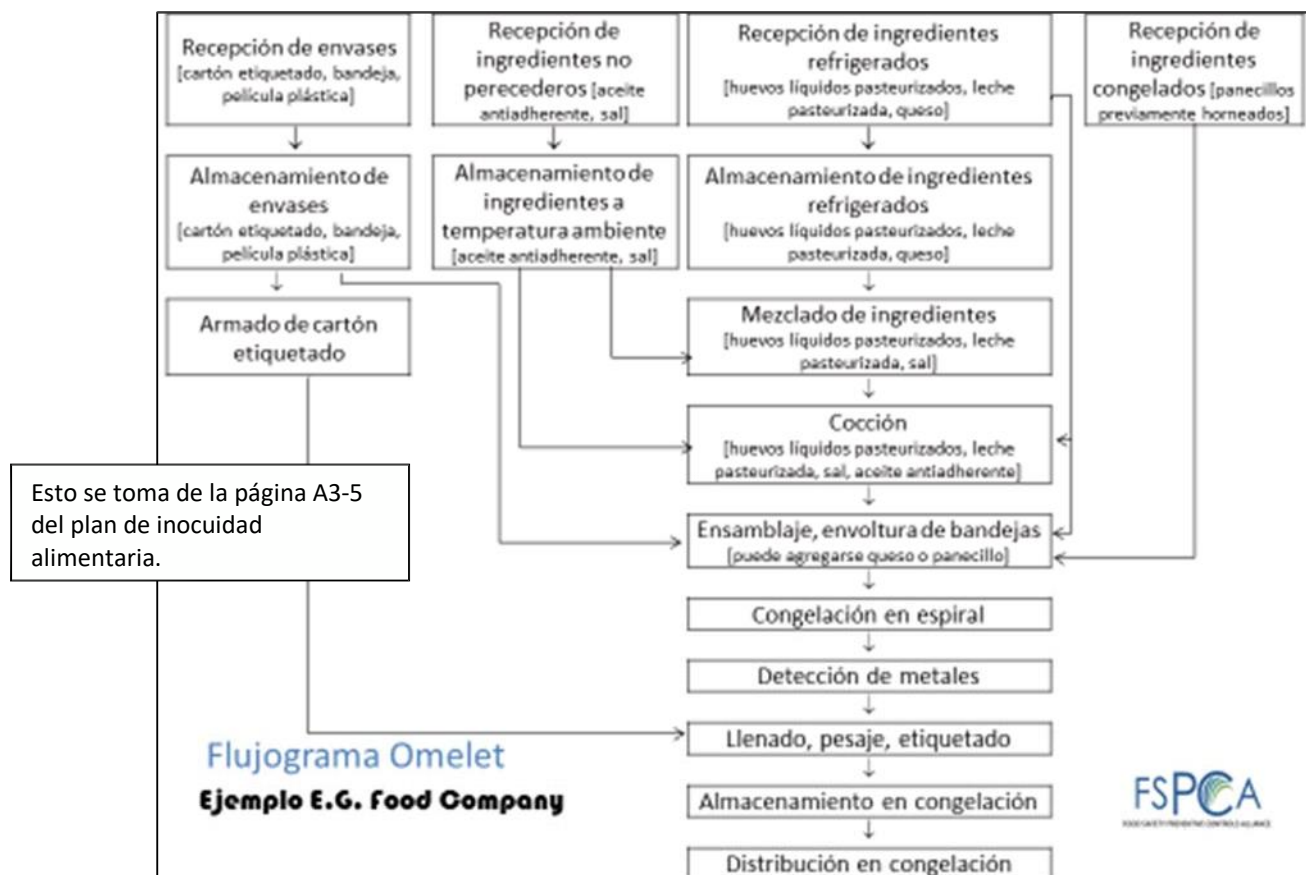 Recepción de envases
[cartón etiquetado, bandeja,
película plástica]
Recepción de
ingredientes no
perecederos [aceite
antiadherente, sal]
Recepción de ingredientes
refrigerados
[huevos líquidos pasteurizados, leche
pasteurizada, queso]
Recepción de
ingredientes
congelados [panecillos
previamente horneados]
Almacenamiento de
envases
[cartón etiquetado, bandeja,
película plástica]
Almacenamiento de
ingredientes a
temperatura ambiente
[aceite antiadherente, sal]
Almacenamiento de ingredientes
refrigerados
[huevos líquidos pasteurizados, leche
pasteurizada, queso]
Armado de cartón
etiquetado
Mezclado de ingredientes
[huevos líquidos pasteurizados, leche
pasteurizada, sal]
Cocción
[huevos líquidos pasteurizados, leche
pasteurizada, sal, aceite antiadherente]
Esto se toma de la página A3-5
del plan de inocuidad
alimentaria.
Ensamblaje, envoltura de bandejas
[puede agregarse queso o panecillo]
Congelación en espiral
Detección de metales
Llenado, pesaje, etiquetado
Almacenamiento en congelación
Distribución en congelación
Flujograma Omelet
Ejemplo E.G. Food Company
FSPCA
FOOD SAFETY PREVENTIVE CONTROLS ALLIANCE